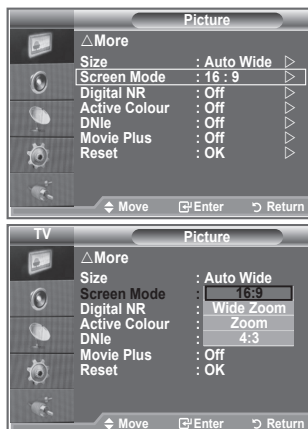 Picture
△More
Size : Auto Wide ▷
Screen Mode : 16 : 9 ▷
Digital NR : Off ▷
Active Colour : Off ▷
DNIe : Off ▷
Movie Plus : Off ▷
Reset : OK ▷
Move Enter Return
TV Picture
△More
Size : Auto Wide
Screen Mode : 16:9
Digital NR : Wide Zoom
Active Colour : Zoom
DNIe : 4:3
Movie Plus : Off
Reset : OK
Move Enter Return